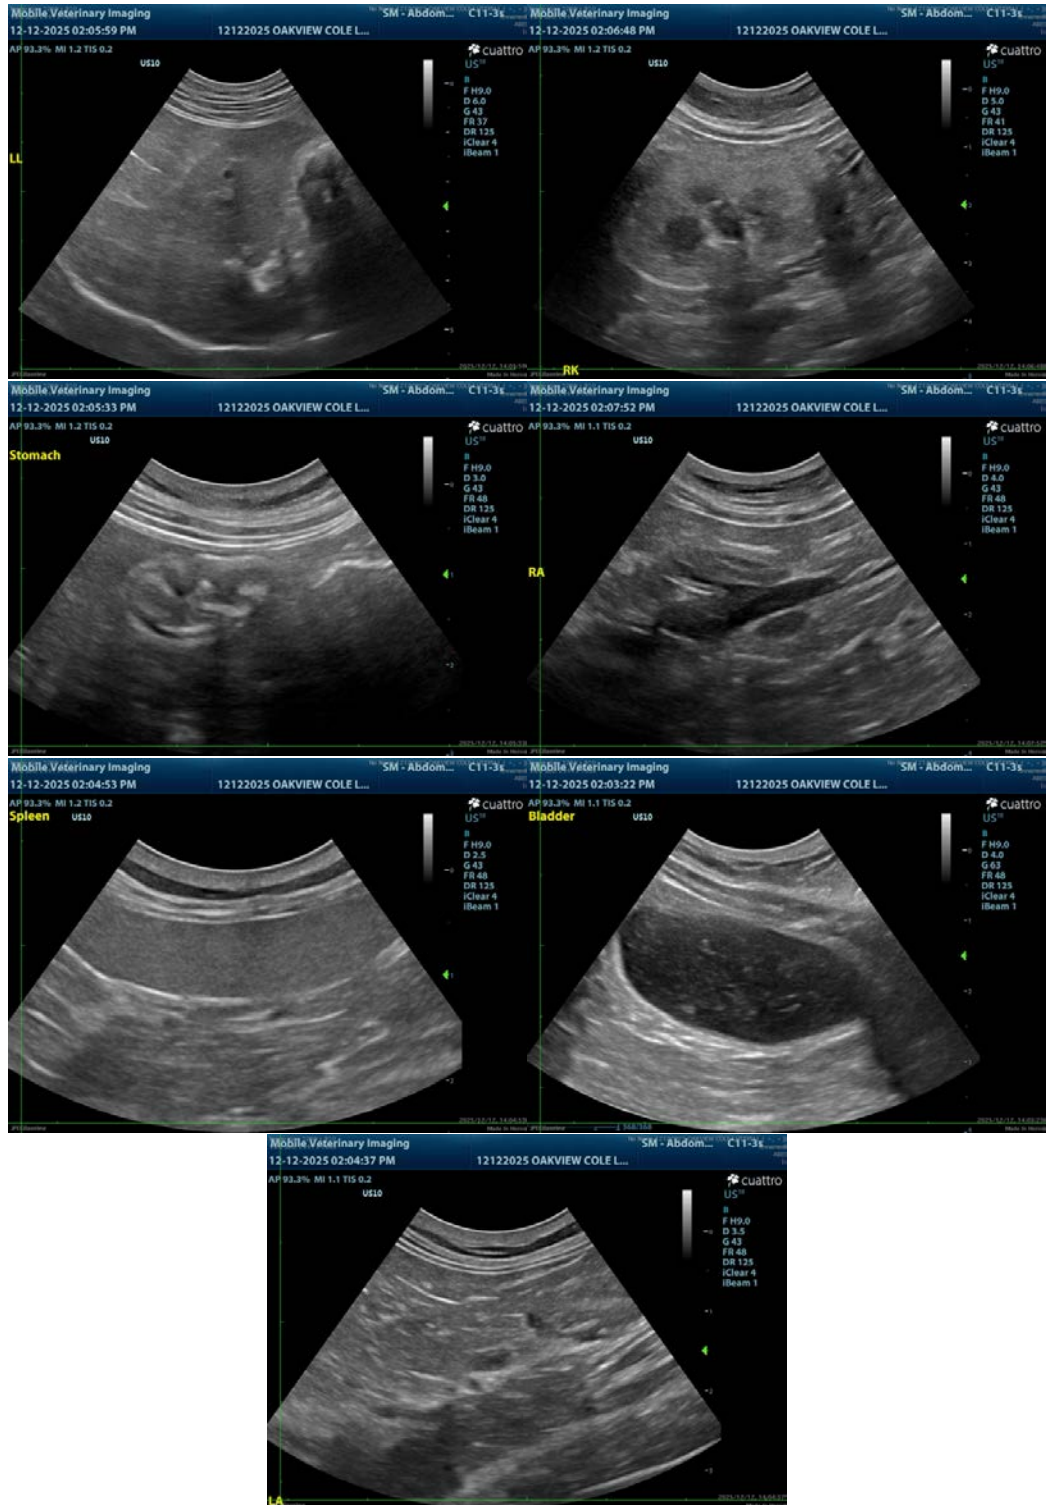 Mobile Veterinary Imaging SM - Abdom... C11-3s
12-12-2025 02:05:59 PM 12122025 OAKVIEW COLE L...
AP 93.3% MI 1.2 TIS 0.2
cuattro
US10
US10
LL
B
F H9.0
D 6.0
G 43
FR 37
DR 125
iClear 4
iBeam 1
Mobile Veterinary Imaging SM - Abdom... C11-3s
12-12-2025 02:06:48 PM 12122025 OAKVIEW COLE L...
AP 93.3% MI 1.2 TIS 0.2
cuattro
US10
US10
B
F H9.0
D 5.0
G 43
FR 41
DR 125
iClear 4
iBeam 1
RK
Mobile Veterinary Imaging SM - Abdom... C11-3s
12-12-2025 02:05:33 PM 12122025 OAKVIEW COLE L...
AP 93.3% MI 1.2 TIS 0.2
cuattro
US10
US10
Stomach
B
F H9.0
D 3.0
G 43
FR 48
DR 125
iClear 4
iBeam 1
Mobile Veterinary Imaging SM - Abdom... C11-3s
12-12-2025 02:07:52 PM 12122025 OAKVIEW COLE L...
AP 93.3% MI 1.1 TIS 0.2
cuattro
US10
US10
B
F H9.0
D 4.0
G 43
FR 48
DR 125
iClear 4
iBeam 1
RA
Mobile Veterinary Imaging SM - Abdom... C11-3s
12-12-2025 02:04:53 PM 12122025 OAKVIEW COLE L...
AP 93.3% MI 1.2 TIS 0.2
cuattro
Spleen US10
US10
B
F H9.0
D 2.5
G 43
FR 48
DR 125
iClear 4
iBeam 1
Mobile Veterinary Imaging SM - Abdom... C11-3s
12-12-2025 02:03:22 PM 12122025 OAKVIEW COLE L...
AP 93.3% MI 1.1 TIS 0.2
cuattro
Bladder US10
US10
B
F H9.0
D 4.0
G 63
FR 48
DR 125
iClear 4
iBeam 1
368/368
Mobile Veterinary Imaging SM - Abdom... C11-3s
12-12-2025 02:04:37 PM 12122025 OAKVIEW COLE L...
AP 93.3% MI 1.1 TIS 0.2
cuattro
US10
US10
B
F H9.0
D 3.5
G 43
FR 48
DR 125
iClear 4
iBeam 1
LA